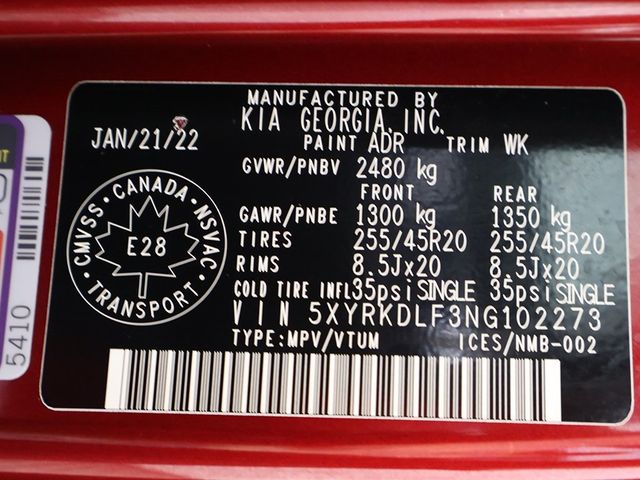 MANUFACTURED BY
KIA GEORGIA, INC.
JAN/21/22
PAINT ADR TRIM WK
GVWR/PNBV 2480 kg
FRONT REAR
GAWR/PNBE 1300 kg 1350 kg
TIRES 255/45R20 255/45R20
RIMS 8.5Jx20 8.5Jx20
COLD TIRE INFL 35psi SINGLE 35psi SINGLE
VIN 5XYRKDLF3NG102273
TYPE:MPV/VTUM ICES/NMB-002
CMVSS · CANADA · NSVAC
E28
· TRANSPORT ·
5410